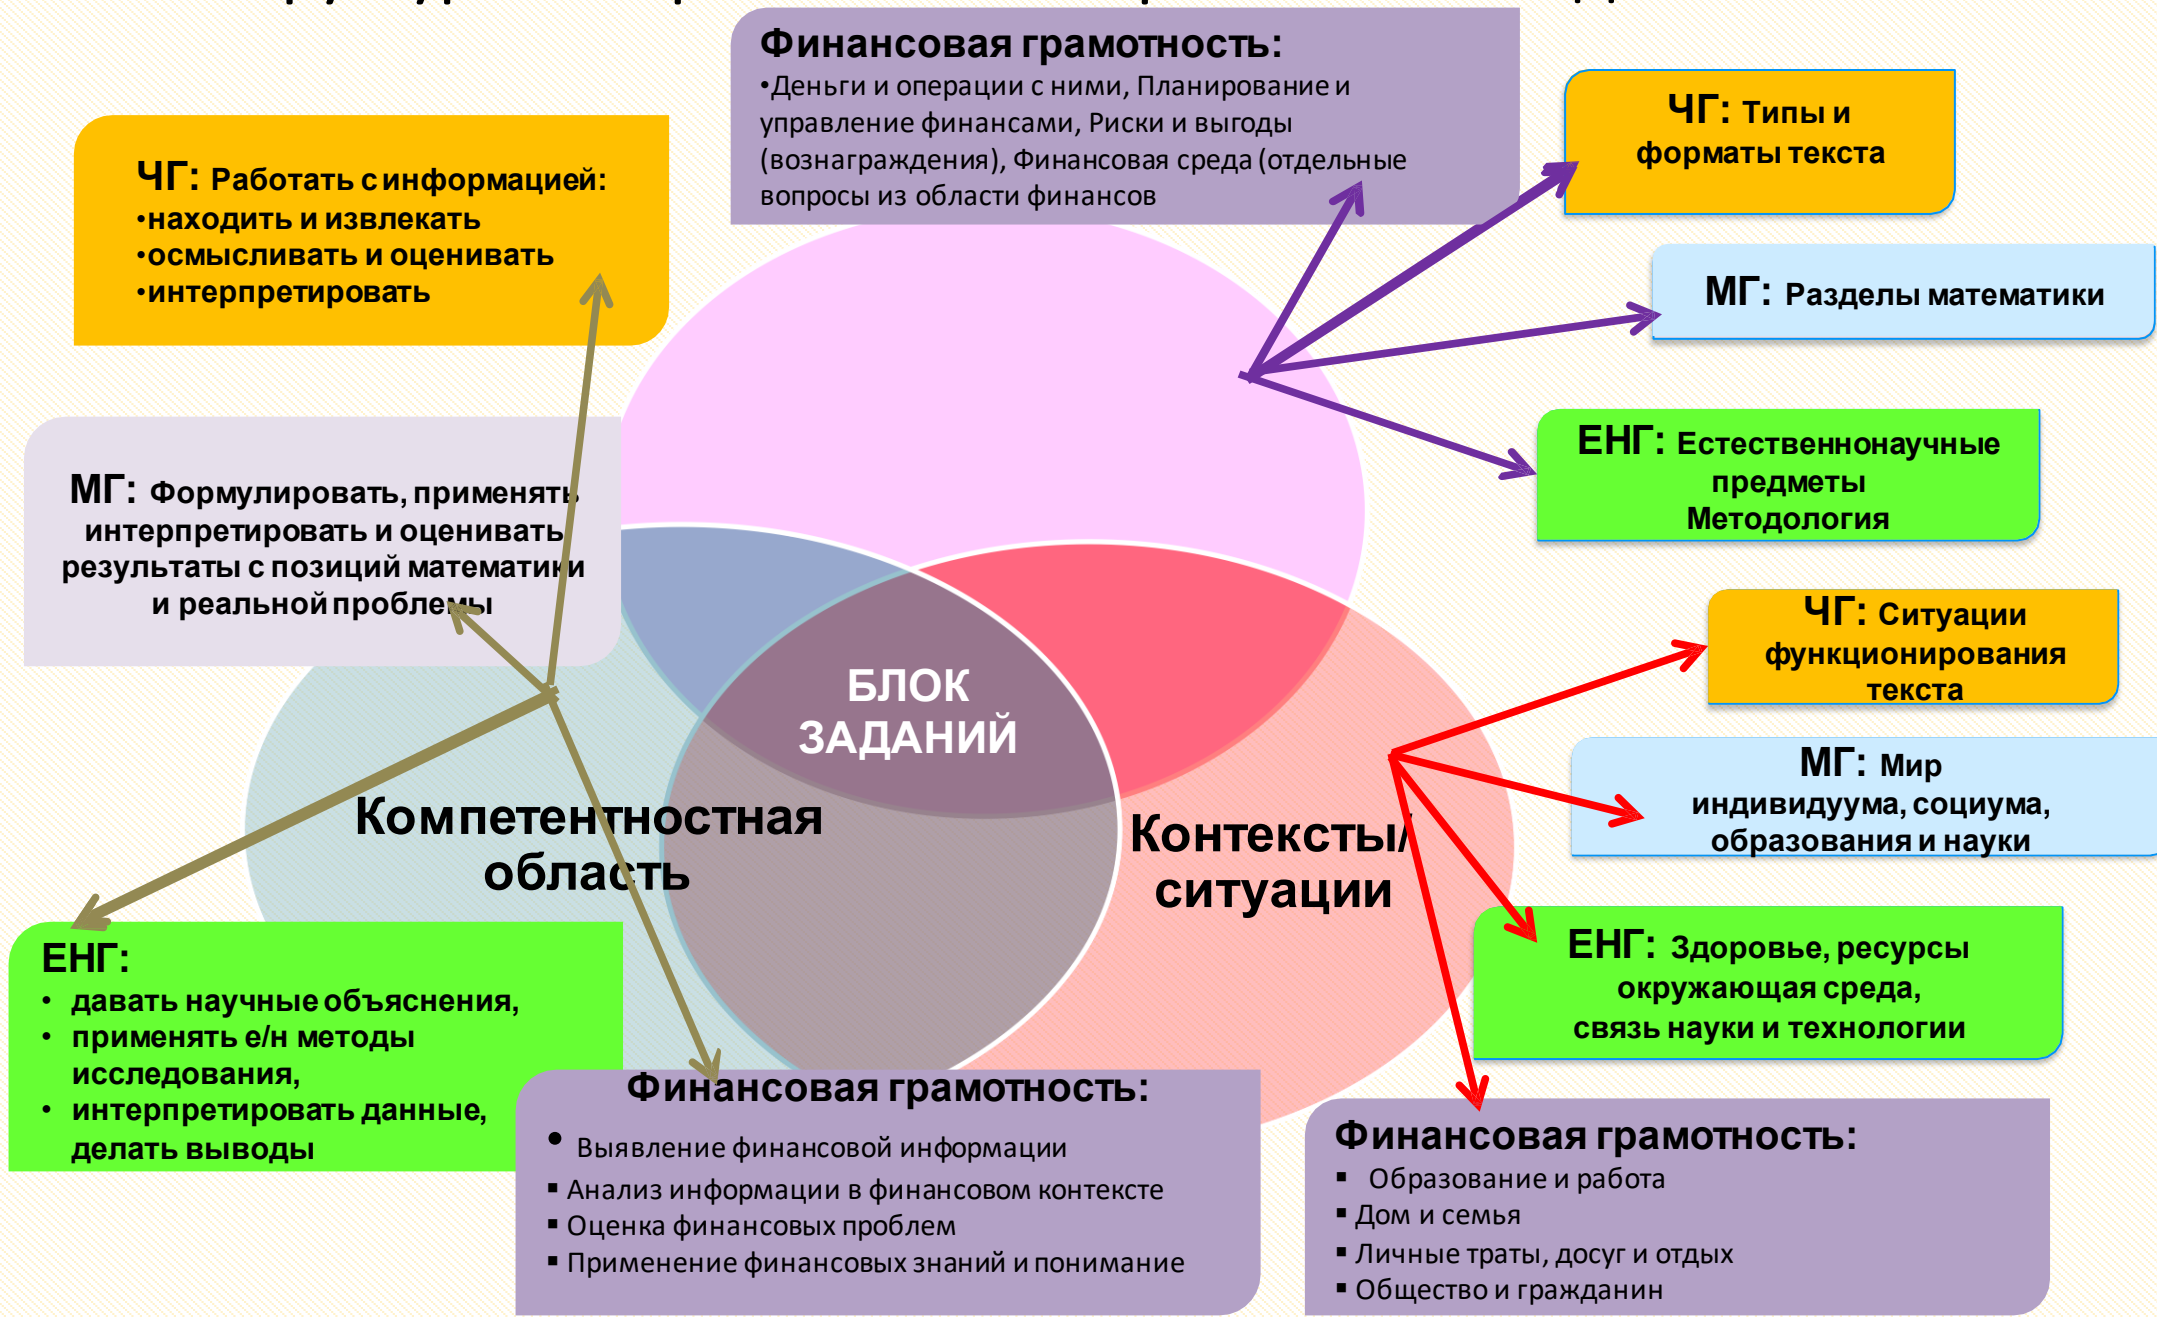 Финансовая грамотность:
•Деньги и операции с ними, Планирование и
управление финансами, Риски и выгоды
(вознаграждения), Финансовая среда (отдельные
вопросы из области финансов
ЧГ: Типы и
форматы текста
ЧГ: Работать с информацией:
•находить и извлекать
•осмысливать и оценивать
•интерпретировать
МГ: Разделы математики
ЕНГ: Естественнонаучные
предметы
Методология
МГ: Формулировать, применять
интерпретировать и оценивать
результаты с позиций математики
и реальной проблемы
ЧГ: Ситуации
функционирования
текста
БЛОК
ЗАДАНИЙ
МГ: Мир
индивидуума, социума,
образования и науки
Компетентностная
область
Контексты/
ситуации
ЕНГ: Здоровье, ресурсы
окружающая среда,
связь науки и технологии
ЕНГ:
• давать научные объяснения,
• применять е/н методы
исследования,
• интерпретировать данные,
делать выводы
Финансовая грамотность:
• Выявление финансовой информации
▪ Анализ информации в финансовом контексте
▪ Оценка финансовых проблем
▪ Применение финансовых знаний и понимание
Финансовая грамотность:
▪ Образование и работа
▪ Дом и семья
▪ Личные траты, досуг и отдых
▪ Общество и гражданин